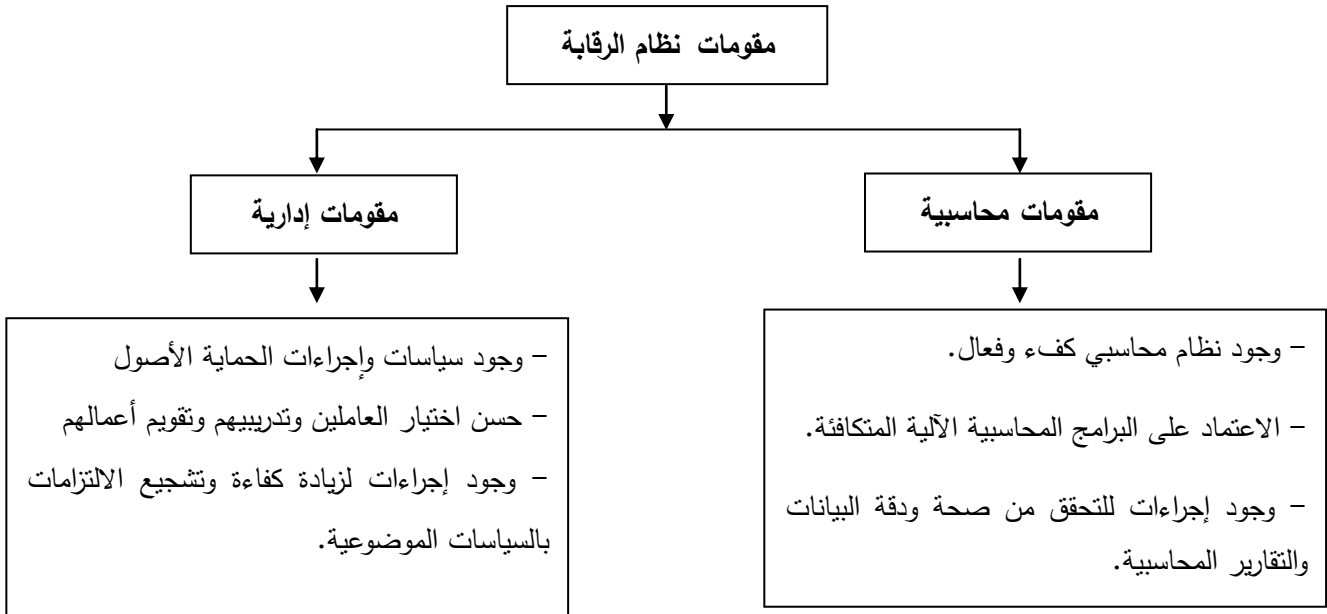 مقومات نظام الرقابة
مقومات محاسبية
مقومات إدارية
- وجود نظام محاسبي كفء وفعال.
- الاعتماد على البرامج المحاسبية الآلية المتكافئة.
- وجود إجراءات للتحقق من صحة ودقة البيانات
والتقارير المحاسبية.
- وجود سياسات وإجراءات الحماية الأصول
- حسن اختيار العاملين وتدريبيهم وتقويم أعمالهم
- وجود إجراءات لزيادة كفاءة وتشجيع الالتزامات
بالسياسات الموضوعية.